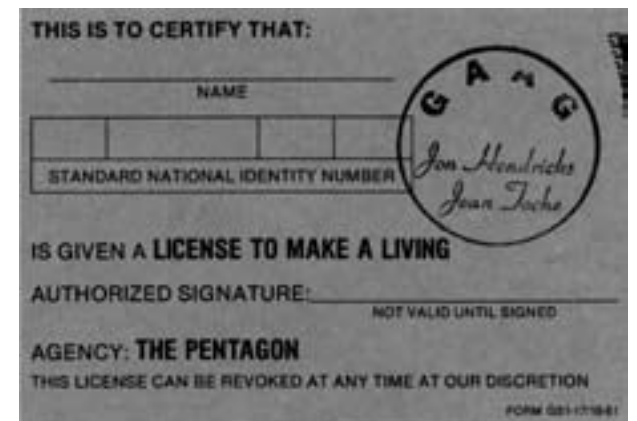 THIS IS TO CERTIFY THAT:
NAME
GANG
Jon Hendricks
Jean Toche
STANDARD NATIONAL IDENTITY NUMBER
IS GIVEN A LICENSE TO MAKE A LIVING
AUTHORIZED SIGNATURE:
NOT VALID UNTIL SIGNED
AGENCY: THE PENTAGON
THIS LICENSE CAN BE REVOKED AT ANY TIME AT OUR DISCRETION
FORM